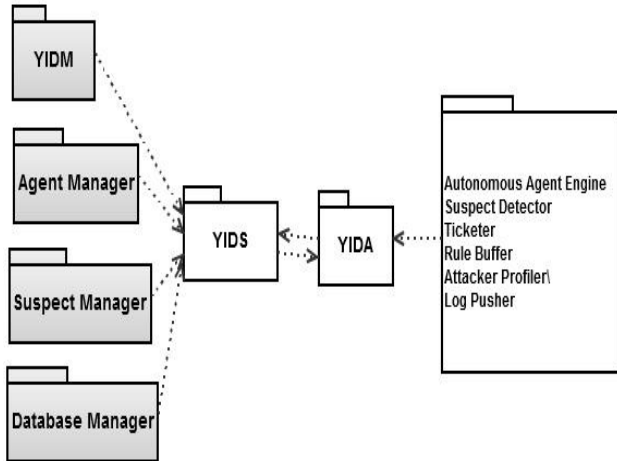 YIDM
Agent Manager
Suspect Manager
Database Manager
YIDS
YIDA
Autonomous Agent Engine
Suspect Detector
Ticketer
Rule Buffer
Attacker Profiler\
Log Pusher